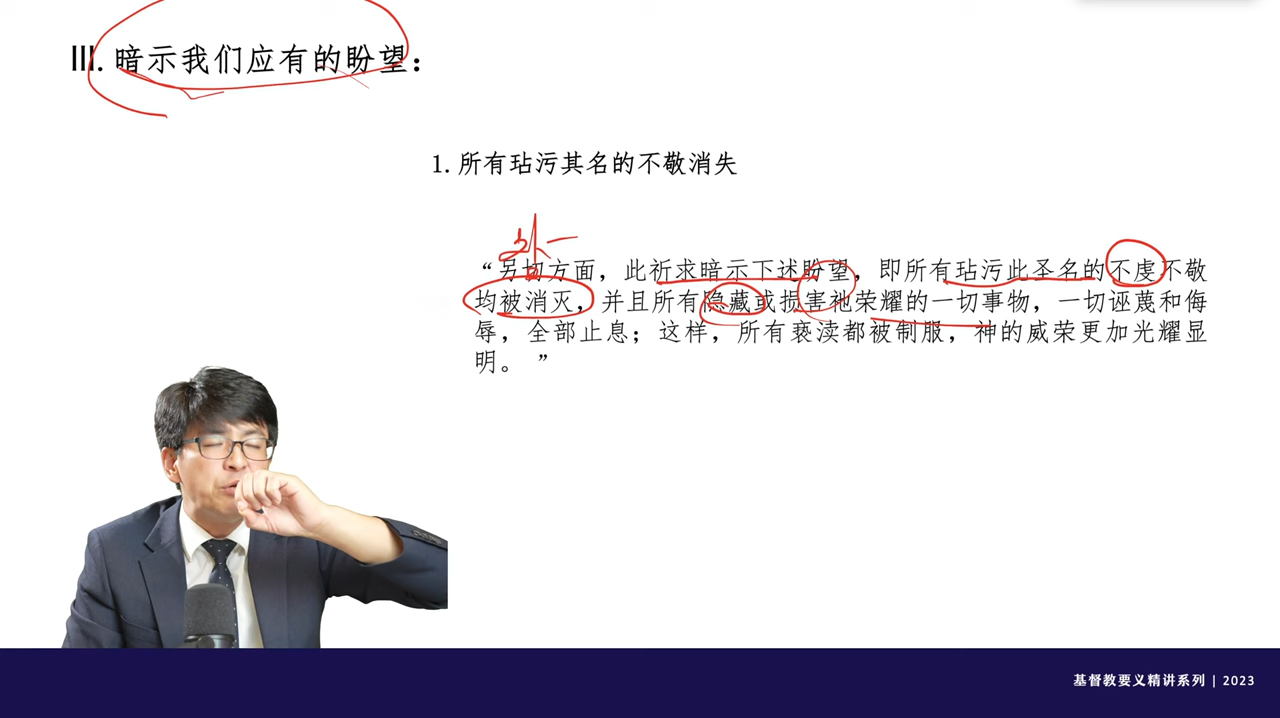 III. 暗示我们应有的盼望：
1. 所有玷污其名的不敬消失
外一
“另切方面，此祈求暗示下述盼望，即所有玷污此圣名的不虔不敬
均被消灭，并且所有隐藏或损害祂荣耀的一切事物，一切诬蔑和侮
辱，全部止息；这样，所有亵渎都被制服，神的威荣更加光耀显
明。”
基督教要义精讲系列 | 2023